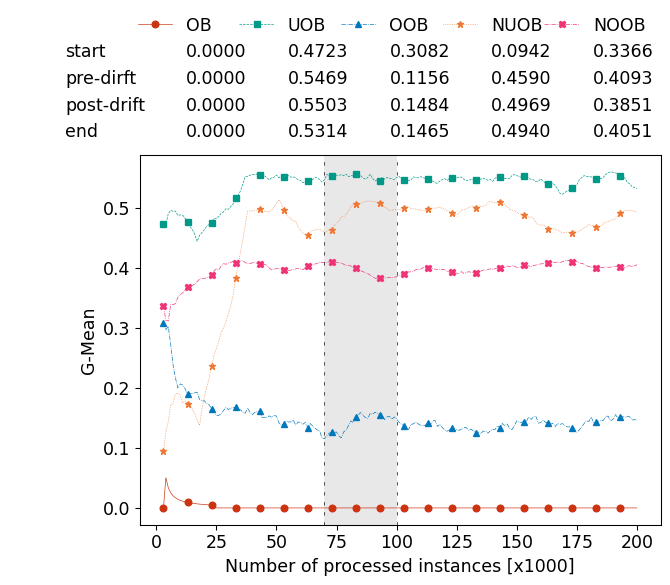 OB UOB OOB NUOB NOOB
start 0.0000 0.4723 0.3082 0.0942 0.3366
pre-dirft 0.0000 0.5469 0.1156 0.4590 0.4093
post-drift 0.0000 0.5503 0.1484 0.4969 0.3851
end 0.0000 0.5314 0.1465 0.4940 0.4051
G-Mean
0.5
0.4
0.3
0.2
0.1
0.0
0 25 50 75 100 125 150 175 200
Number of processed instances [x1000]